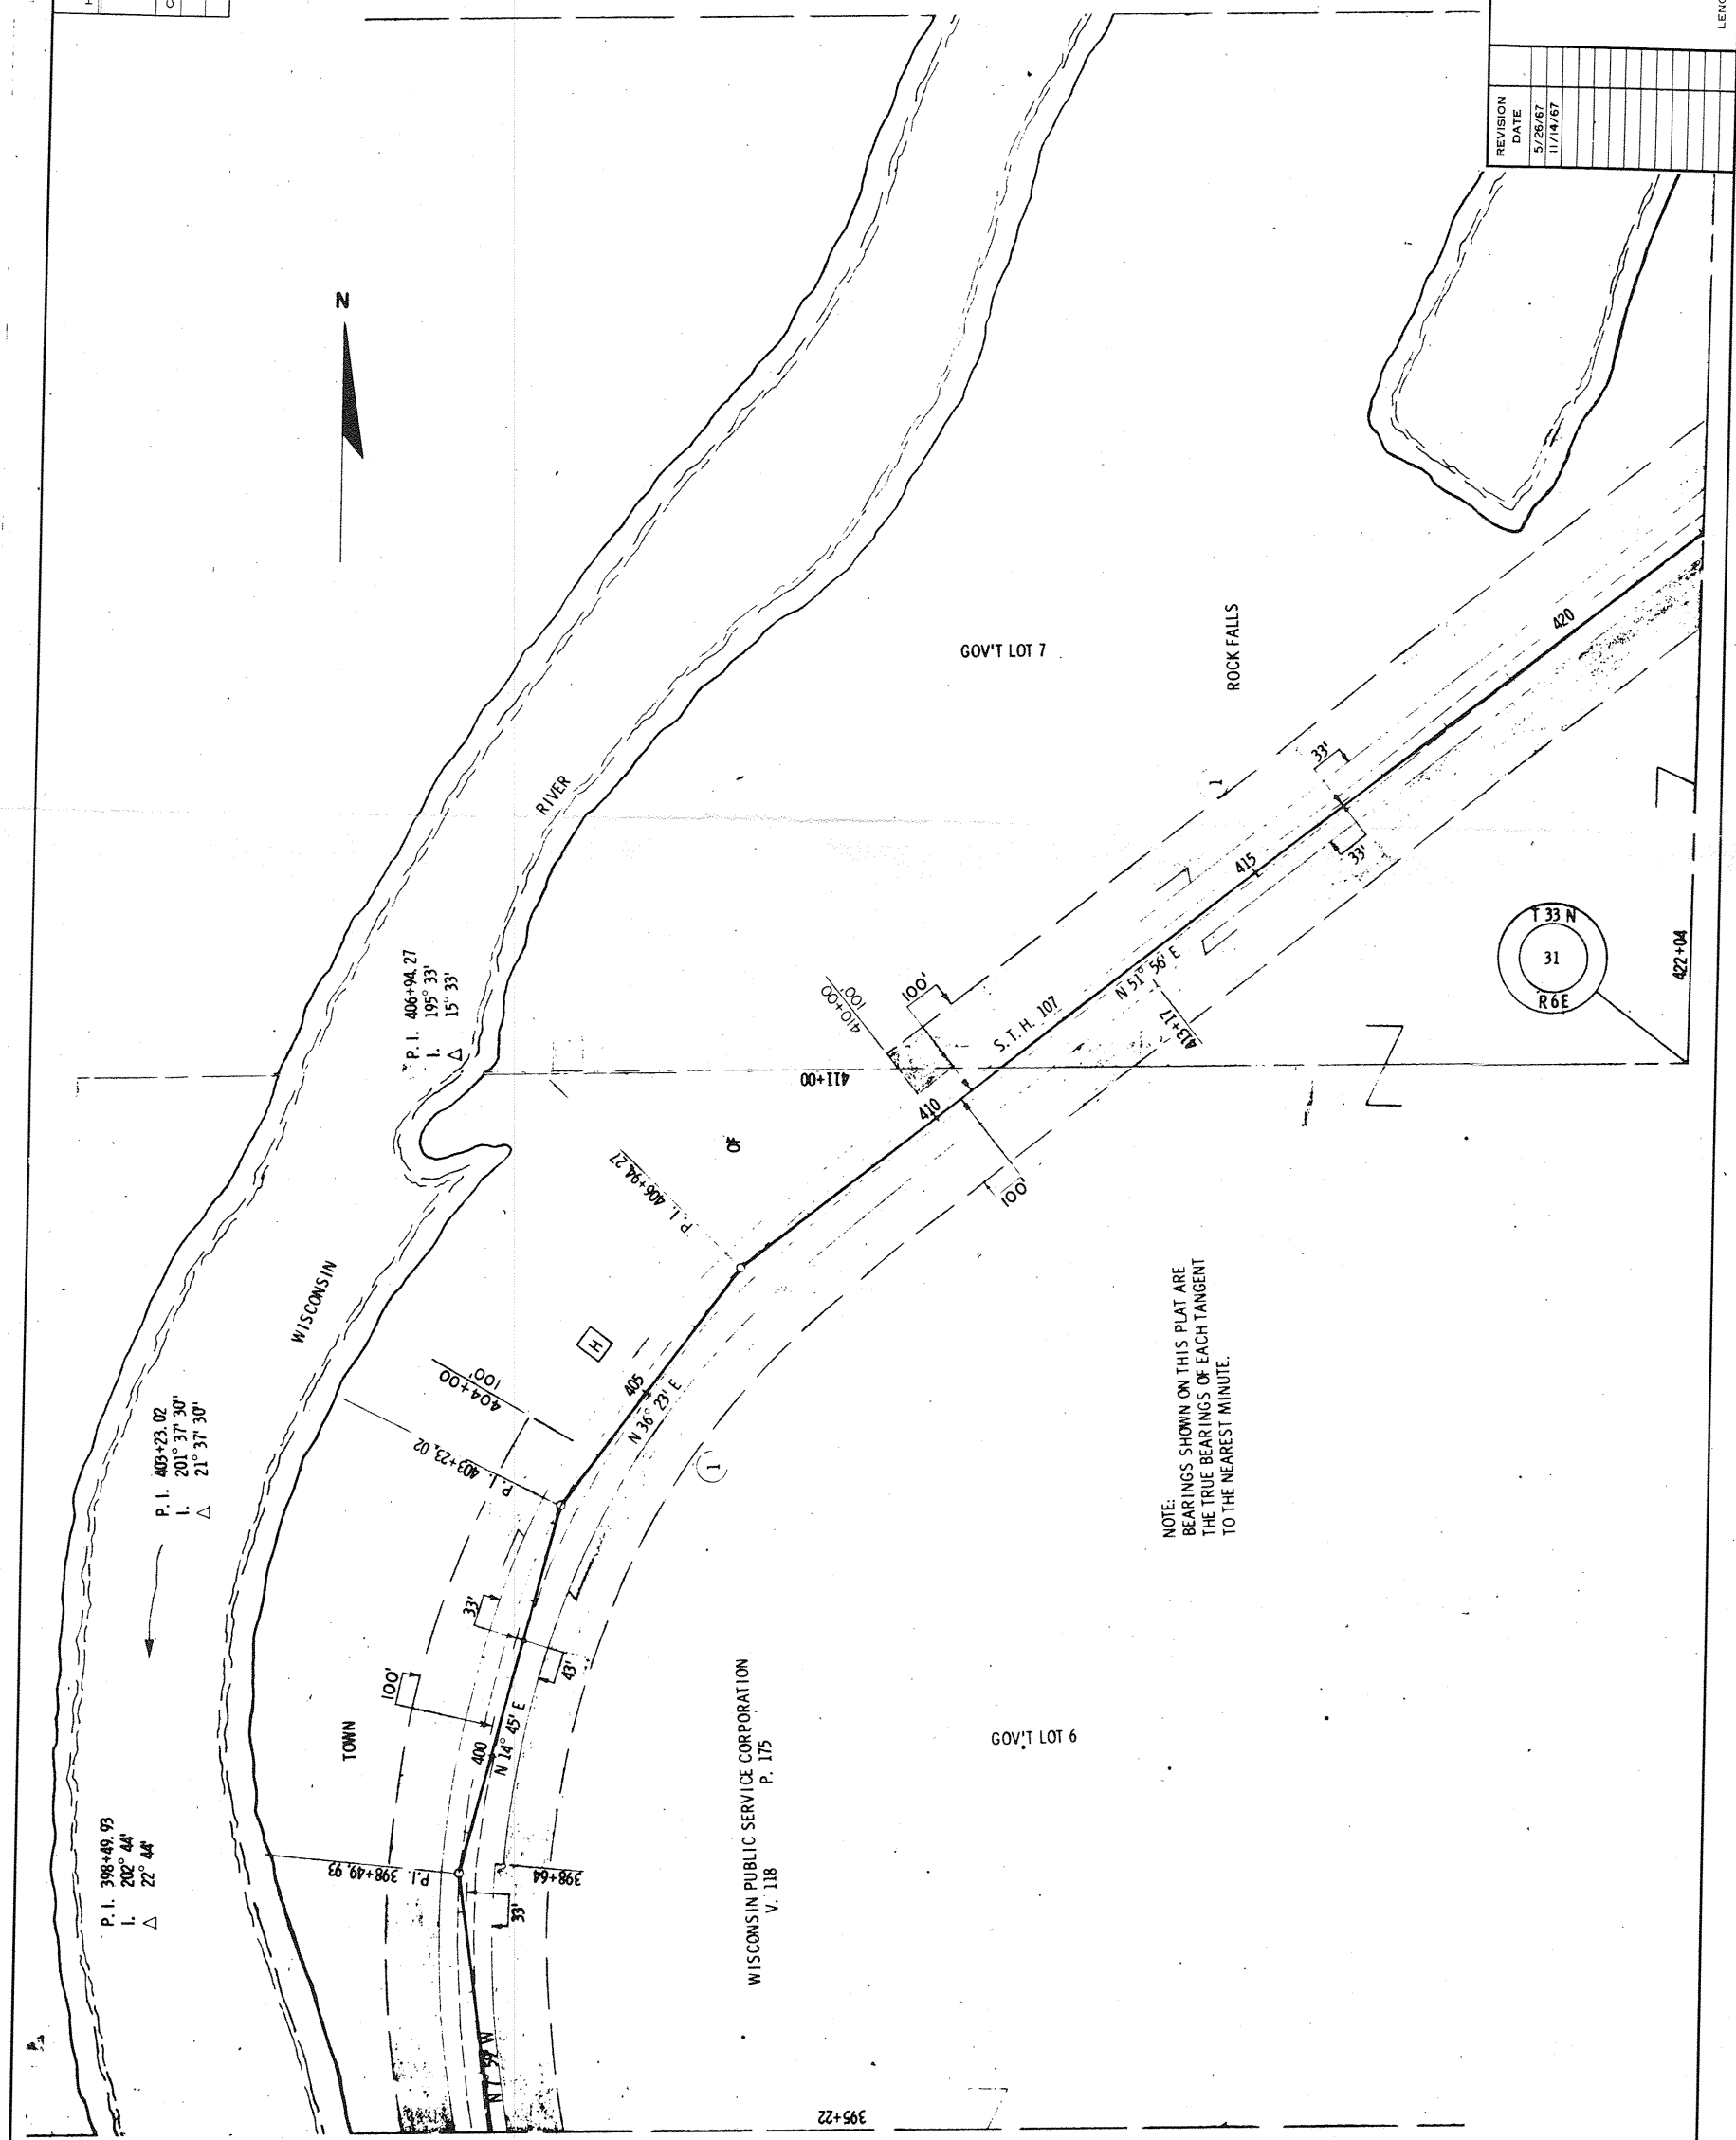 REVISION
DATE
5/26/67
11/14/67
N
RIVER
GOV'T LOT 7
ROCK FALLS
420
33'
33'
1
415
T 33 N
31
R 6 E
422+04
P. I. 406+94.27
I. 195° 33'
△ 15° 33'
410+00
100'
100'
S. T. H. 107
N 51° 56' E
413+17
411+00
410
100'
OF
P. I. 406+94.27
H
WISCONSIN
404+00
100'
405
N 36° 23' E
P. I. 403+23.02
1
P. I. 403+23.02
I. 201° 37' 30"
△ 21° 37' 30"
NOTE:
BEARINGS SHOWN ON THIS PLAT ARE
THE TRUE BEARINGS OF EACH TANGENT
TO THE NEAREST MINUTE.
33'
43'
100'
TOWN
400
N 14° 45' E
WISCONSIN PUBLIC SERVICE CORPORATION
V. 118 P. 175
GOV'T LOT 9
P. I. 398+49.93
I. 202° 44'
△ 22° 44'
P.I. 398+49.93
398+64
33'
N 7° 59' W
395+22